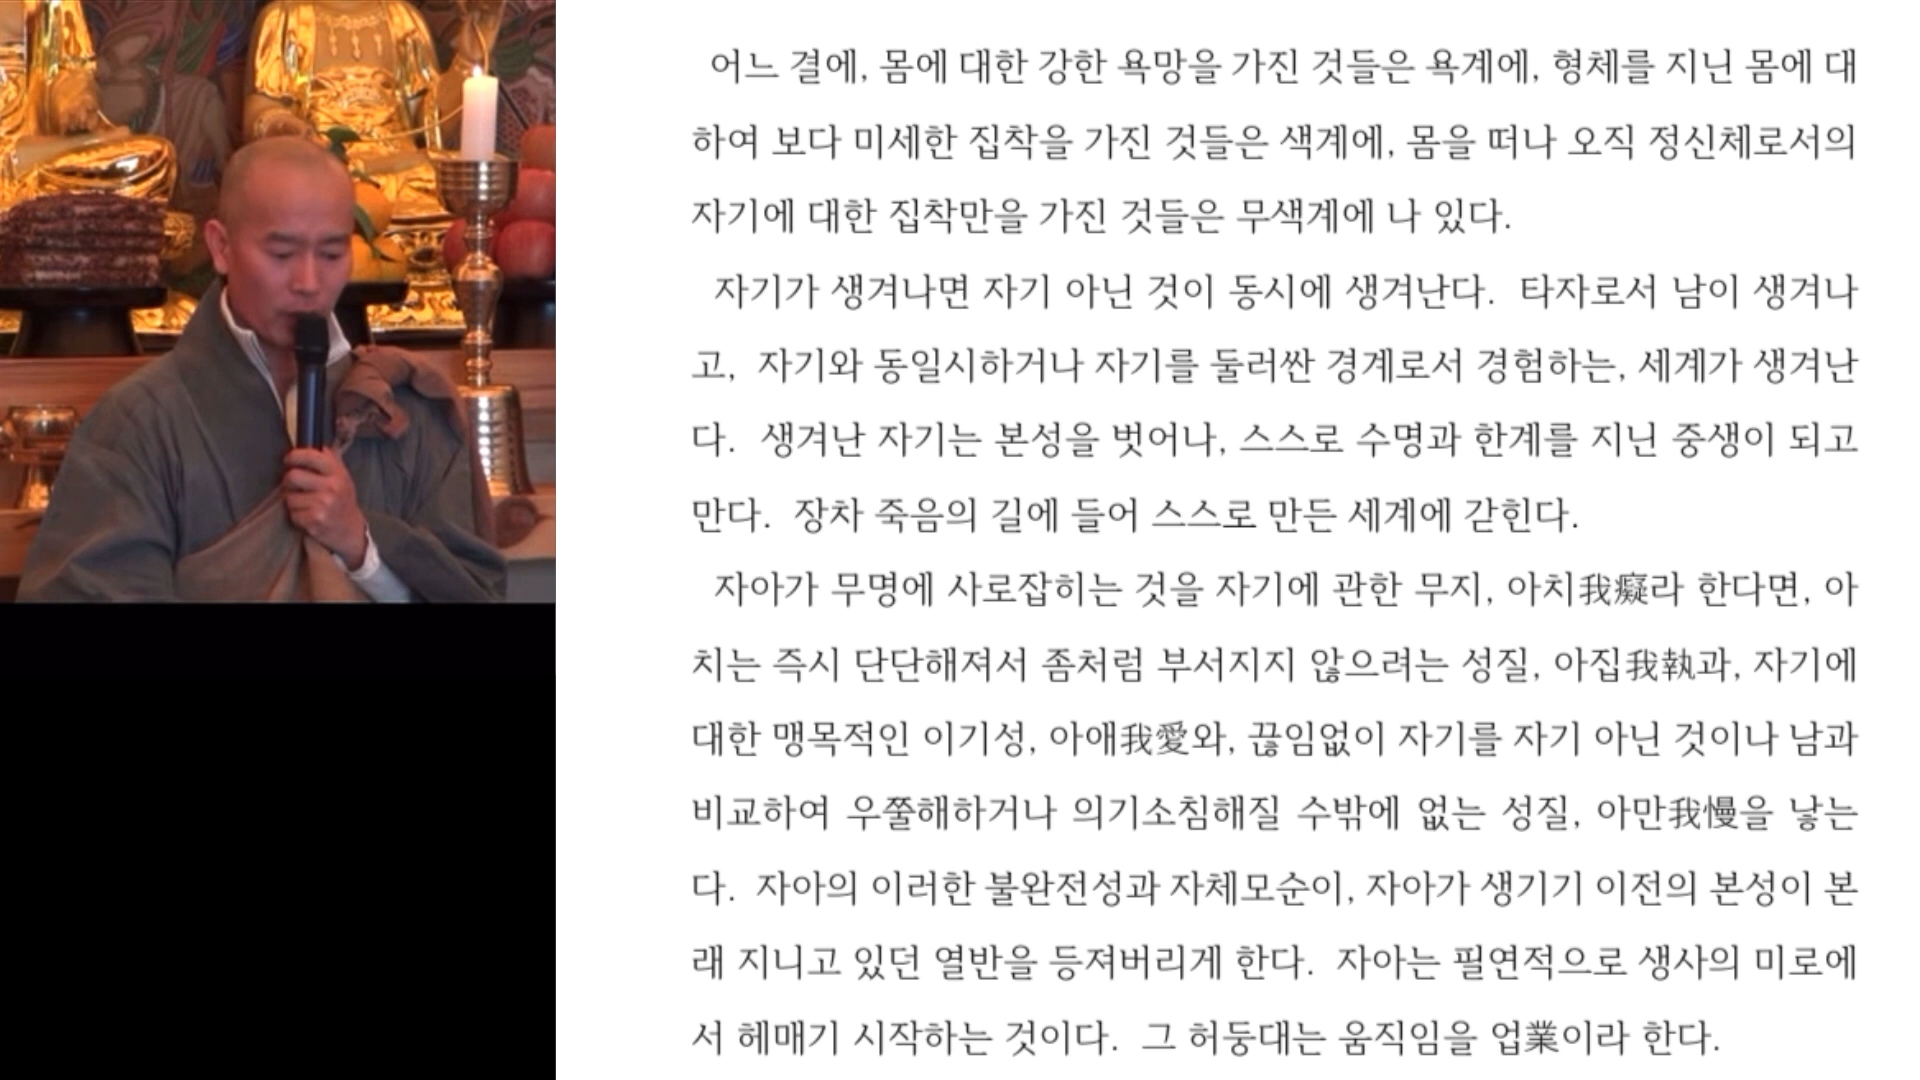 어느 결에, 몸에 대한 강한 욕망을 가진 것들은 욕계에, 형체를 지닌 몸에 대
하여 보다 미세한 집착을 가진 것들은 색계에, 몸을 떠나 오직 정신체로서의
자기에 대한 집착만을 가진 것들은 무색계에 나 있다.
자기가 생겨나면 자기 아닌 것이 동시에 생겨난다. 타자로서 남이 생겨나
고, 자기와 동일시하거나 자기를 둘러싼 경계로서 경험하는, 세계가 생겨난
다. 생겨난 자기는 본성을 벗어나, 스스로 수명과 한계를 지닌 중생이 되고
만다. 장차 죽음의 길에 들어 스스로 만든 세계에 갇힌다.
자아가 무명에 사로잡히는 것을 자기에 관한 무지, 아치我癡라 한다면, 아
치는 즉시 단단해져서 좀처럼 부서지지 않으려는 성질, 아집我執과, 자기에
대한 맹목적인 이기성, 아애我愛와, 끊임없이 자기를 자기 아닌 것이나 남과
비교하여 우쭐해하거나 의기소침해질 수밖에 없는 성질, 아만我慢을 낳는
다. 자아의 이러한 불완전성과 자체모순이, 자아가 생기기 이전의 본성이 본
래 지니고 있던 열반을 등져버리게 한다. 자아는 필연적으로 생사의 미로에
서 헤매기 시작하는 것이다. 그 허둥대는 움직임을 업業이라 한다.